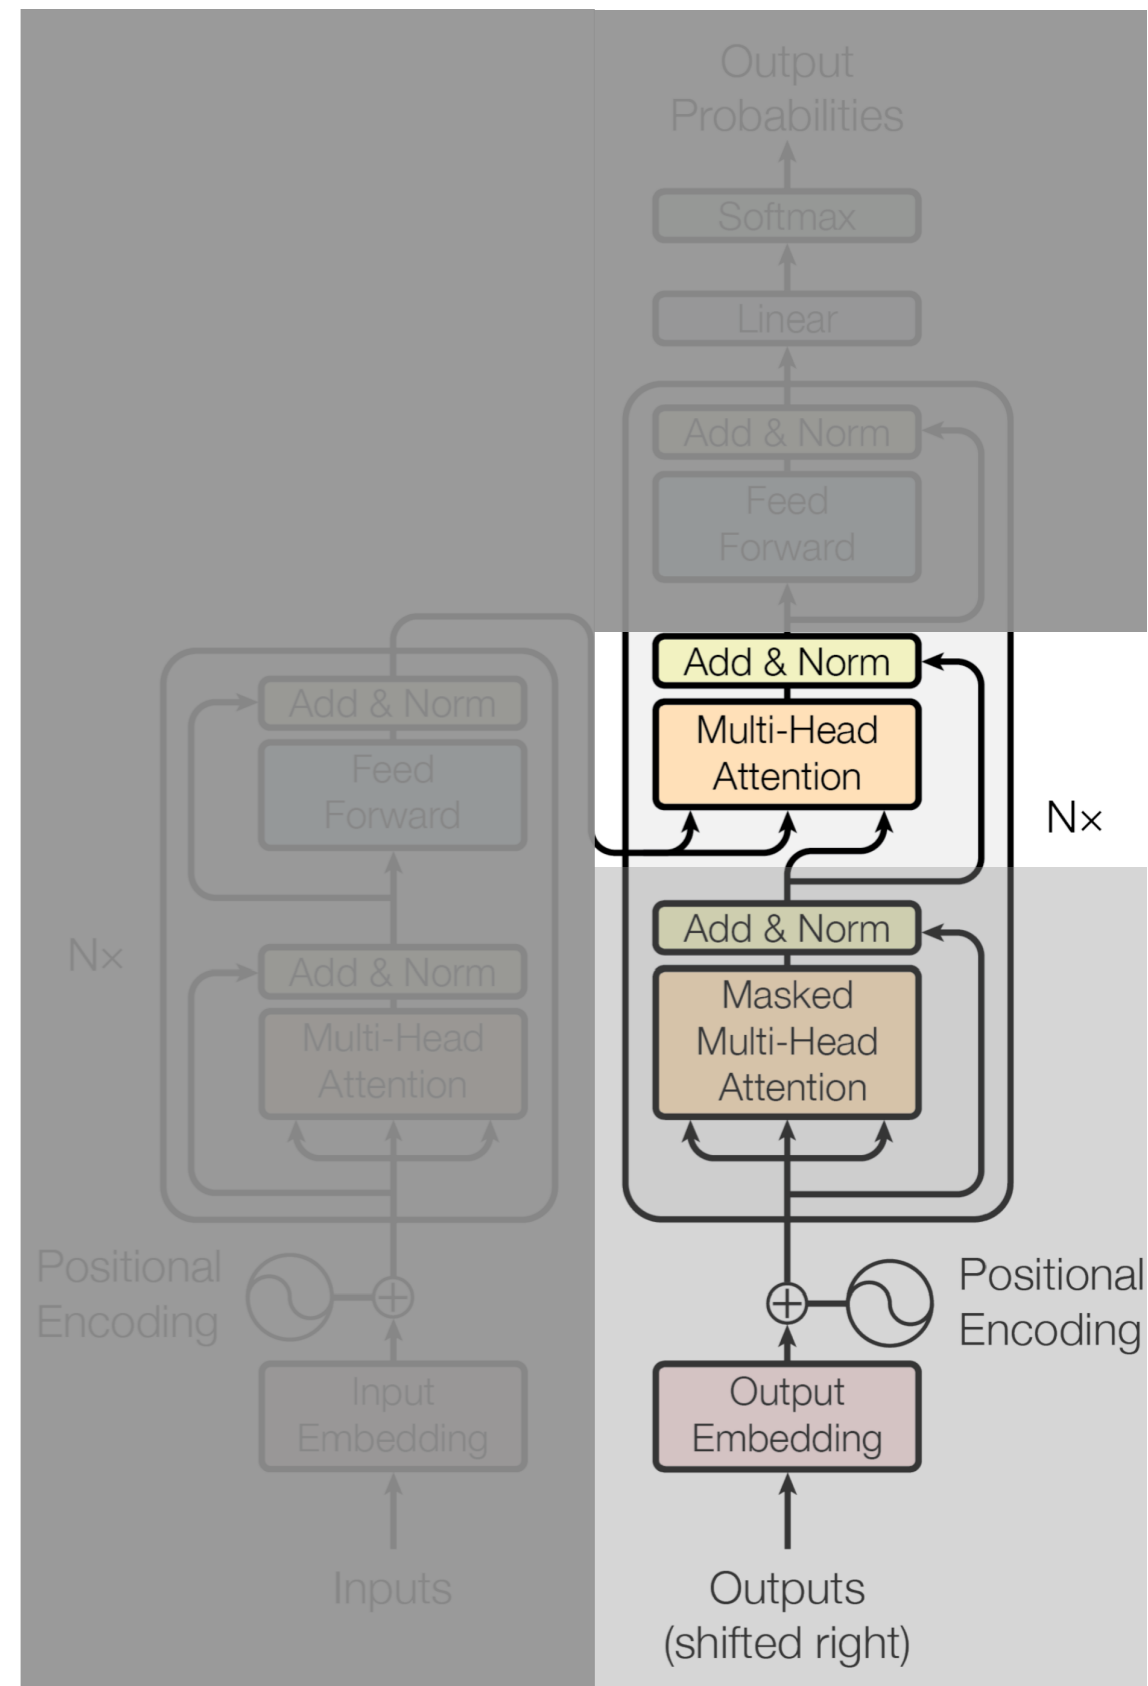 Output
Probabilities
Softmax
Linear
Add & Norm
Feed
Forward
Add & Norm
Multi-Head
Attention
N×
Add & Norm
Masked
Multi-Head
Attention
Positional
Encoding
Output
Embedding
Outputs
(shifted right)
Add & Norm
Feed
Forward
N×
Add & Norm
Multi-Head
Attention
Positional
Encoding
Input
Embedding
Inputs